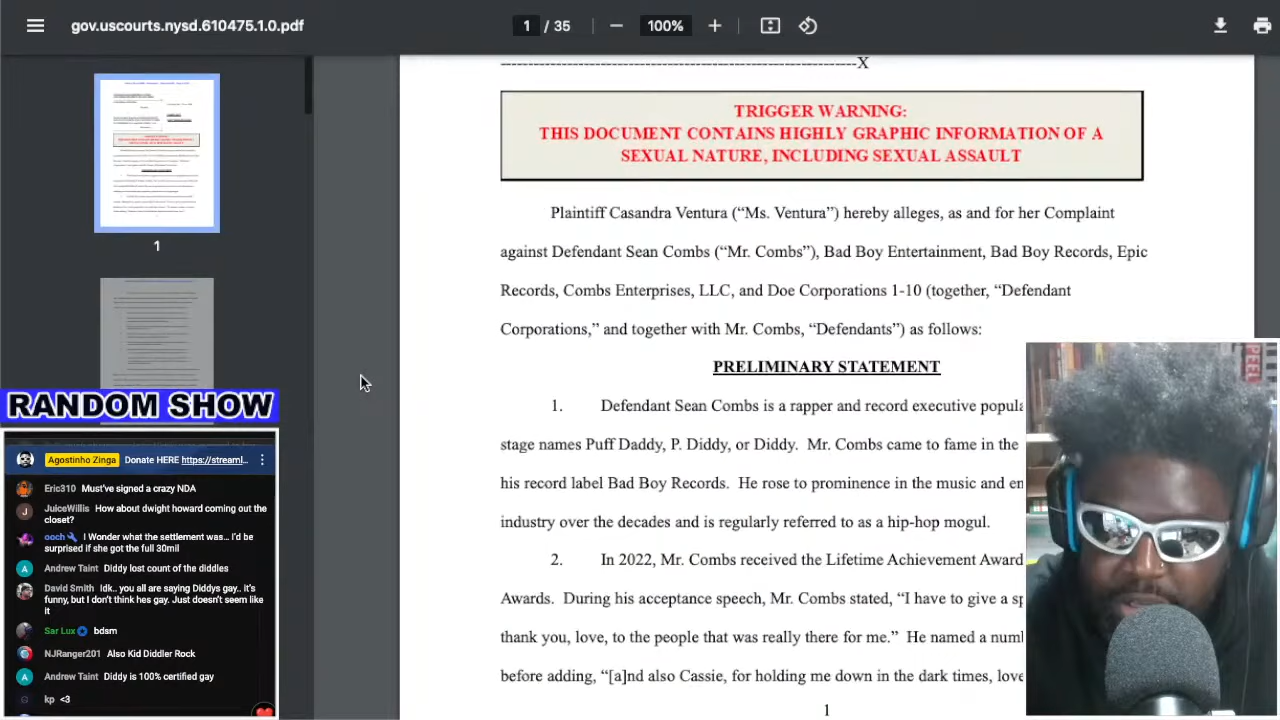 gov.uscourts.nysd.610475.1.0.pdf
1 / 35
100%
X
TRIGGER WARNING:
THIS DOCUMENT CONTAINS HIGHLY GRAPHIC INFORMATION OF A
SEXUAL NATURE, INCLUDING SEXUAL ASSAULT
Plaintiff Casandra Ventura (“Ms. Ventura”) hereby alleges, as and for her Complaint
against Defendant Sean Combs (“Mr. Combs”), Bad Boy Entertainment, Bad Boy Records, Epic
Records, Combs Enterprises, LLC, and Doe Corporations 1-10 (together, “Defendant
Corporations,” and together with Mr. Combs, “Defendants”) as follows:
PRELIMINARY STATEMENT
1. Defendant Sean Combs is a rapper and record executive popula
stage names Puff Daddy, P. Diddy, or Diddy. Mr. Combs came to fame in the
his record label Bad Boy Records. He rose to prominence in the music and en
industry over the decades and is regularly referred to as a hip-hop mogul.
2. In 2022, Mr. Combs received the Lifetime Achievement Award
Awards. During his acceptance speech, Mr. Combs stated, “I have to give a sp
thank you, love, to the people that was really there for me.” He named a numb
before adding, “[a]nd also Cassie, for holding me down in the dark times, love
1
1
RANDOM SHOW
Agostinho Zinga Donate HERE https://streaml...
Eric310 Must've signed a crazy NDA
JuiceWillis How about dwight howard coming out the
closet?
ooch I Wonder what the settlement was... I'd be
surprised if she got the full 30mil
Andrew Taint Diddy lost count of the diddles
David Smith Idk.. you all are saying Diddys gay.. it's
funny, but I don't think hes gay. Just doesn't seem like
it
Sar Lux bdsm
NJRanger201 Also Kid Diddler Rock
Andrew Taint Diddy is 100% certified gay
kp <3